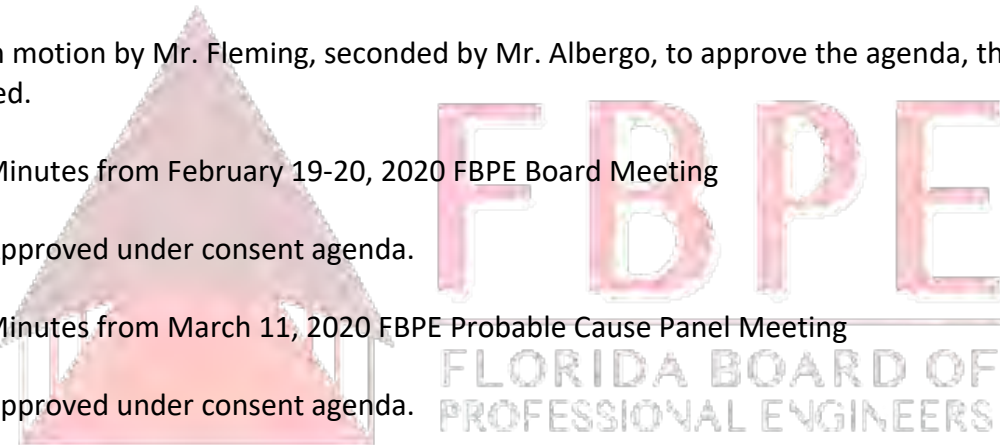 motion by Mr. Fleming, seconded by Mr. Albergo, to approve the agenda, th
ed.
Minutes from February 19-20, 2020 FBPE Board Meeting
pproved under consent agenda.
Minutes from March 11, 2020 FBPE Probable Cause Panel Meeting
pproved under consent agenda.
FBPE
FLORIDA BOARD OF
PROFESSIONAL ENGINEERS